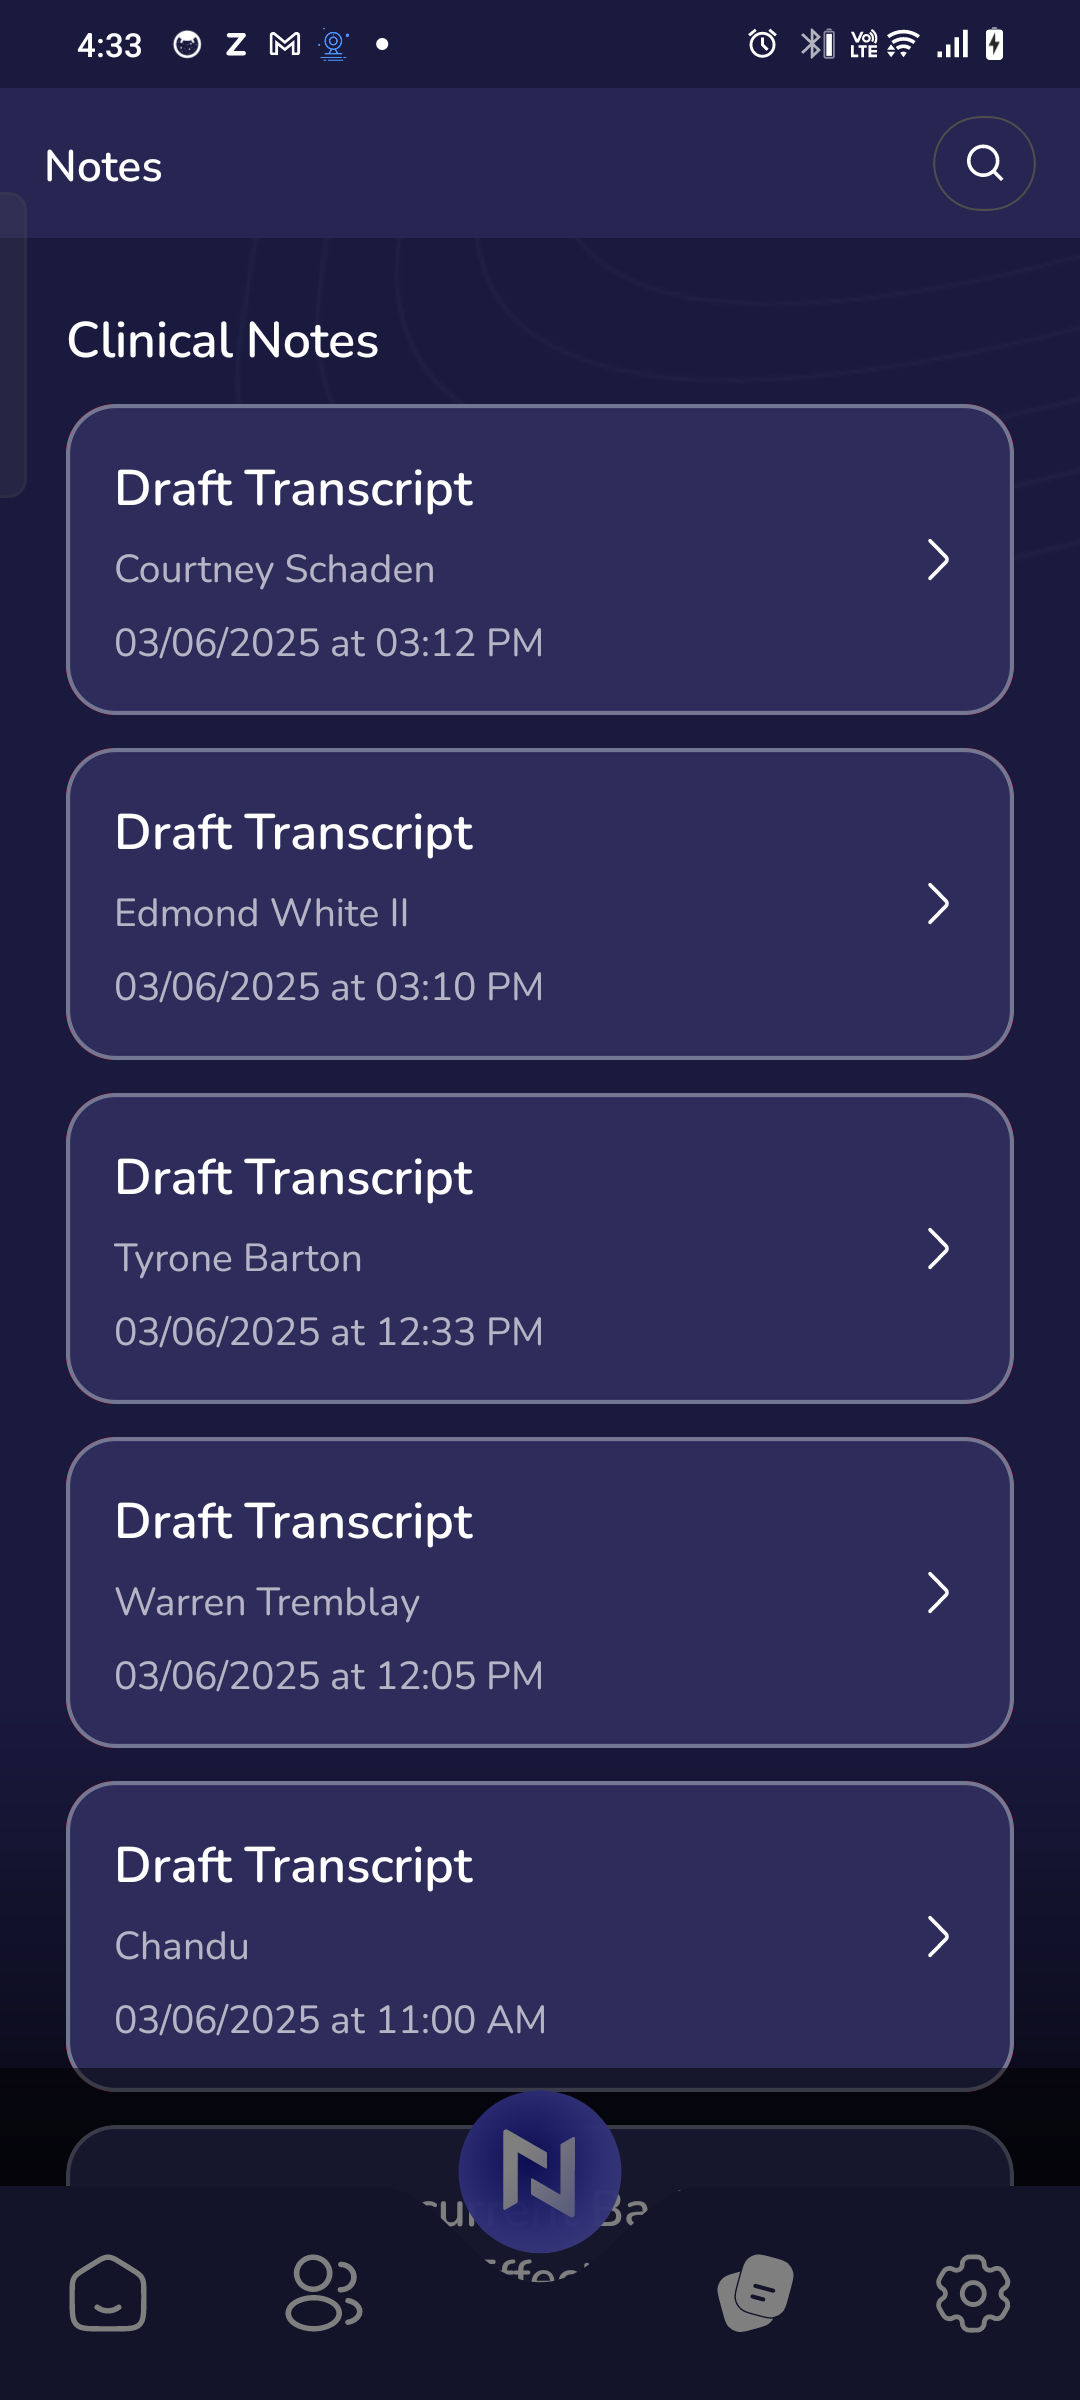 4:33
Z
Vo)) LTE
Notes
Clinical Notes
Draft Transcript
Courtney Schaden
03/06/2025 at 03:12 PM
Draft Transcript
Edmond White II
03/06/2025 at 03:10 PM
Draft Transcript
Tyrone Barton
03/06/2025 at 12:33 PM
Draft Transcript
Warren Tremblay
03/06/2025 at 12:05 PM
Draft Transcript
Chandu
03/06/2025 at 11:00 AM
N